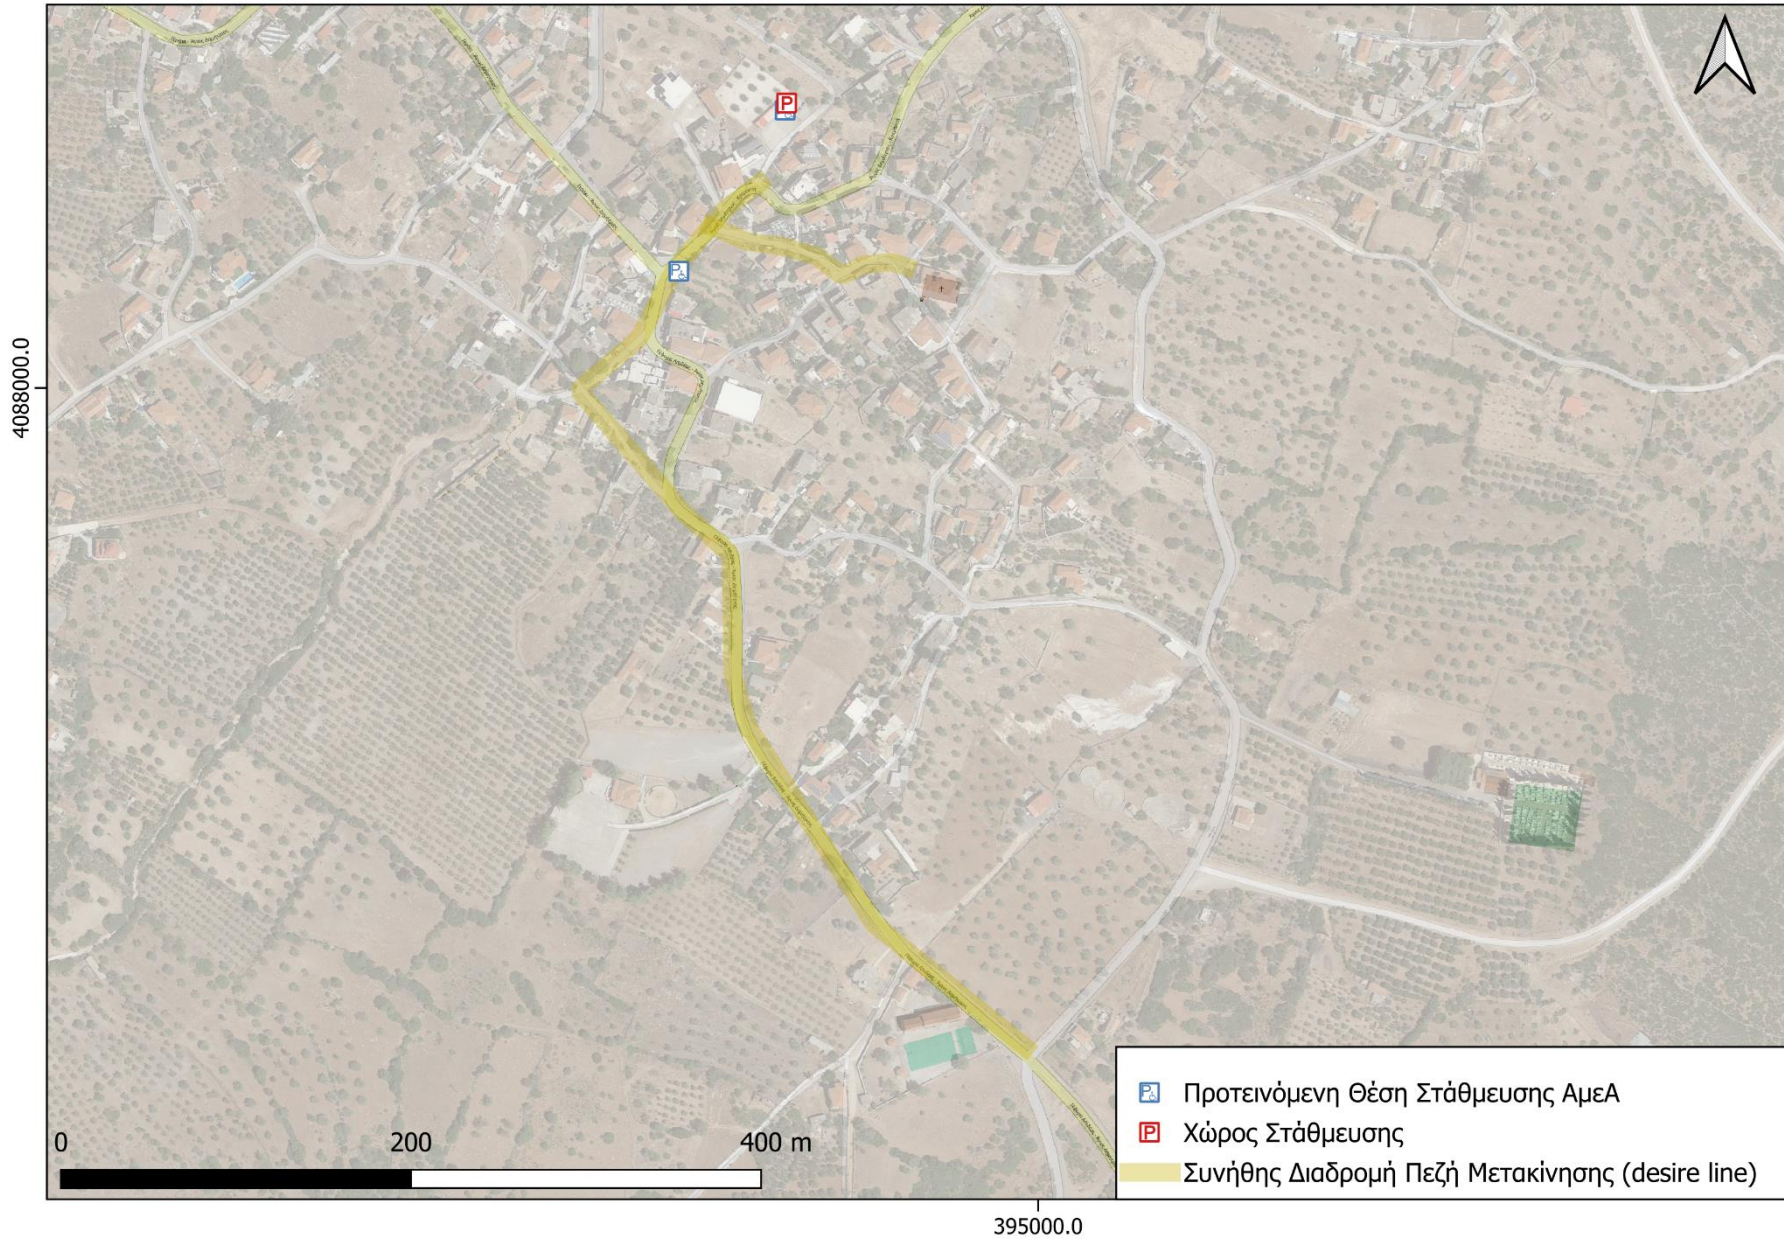 4088000.0
0
200
400 m
Προτεινόμενη Θέση Στάθμευσης ΑμεΑ
Χώρος Στάθμευσης
Συνήθης Διαδρομή Πεζή Μετακίνησης (desire line)
395000.0